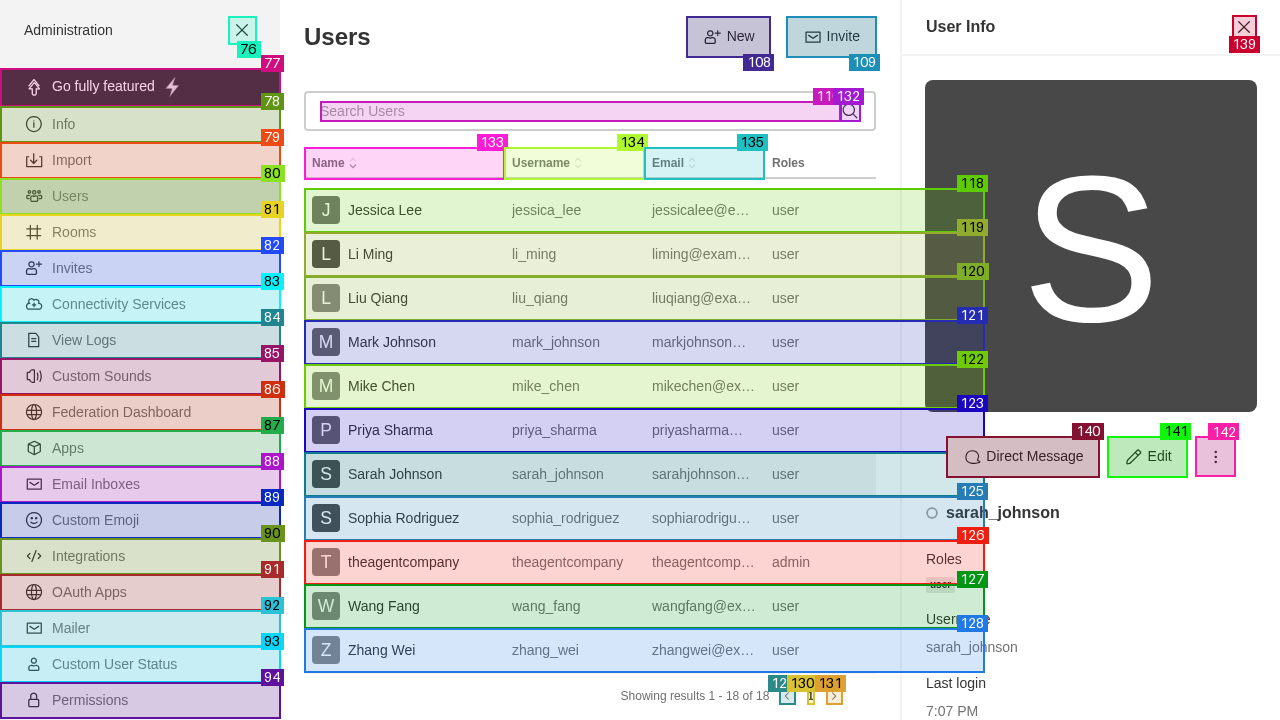 Administration
76
77
Go fully featured
78
Info
79
Import
80
Users
81
Rooms
82
Invites
83
Connectivity Services
84
View Logs
85
Custom Sounds
86
Federation Dashboard
87
Apps
88
Email Inboxes
89
Custom Emoji
90
Integrations
91
OAuth Apps
92
Mailer
93
Custom User Status
94
Permissions
Users
New
108
Invite
109
Search Users
11
132
133
134
135
Name
Username
Email
Roles
118
J Jessica Lee jessica_lee jessicalee@e… user
119
L Li Ming li_ming liming@exam… user
120
L Liu Qiang liu_qiang liuqiang@exa… user
121
M Mark Johnson mark_johnson markjohnson… user
122
M Mike Chen mike_chen mikechen@ex… user
123
P Priya Sharma priya_sharma priyasharma… user
S Sarah Johnson sarah_johnson sarahjohnson… user
125
S Sophia Rodriguez sophia_rodriguez sophiarodrigu… user
126
T theagentcompany theagentcompany theagentcomp… admin
127
W Wang Fang wang_fang wangfang@ex… user
128
Z Zhang Wei zhang_wei zhangwei@ex… user
12 130 131
Showing results 1 - 18 of 18
1
User Info
139
S
140
Direct Message
141
Edit
142
sarah_johnson
Roles
user
Username
sarah_johnson
Last login
7:07 PM